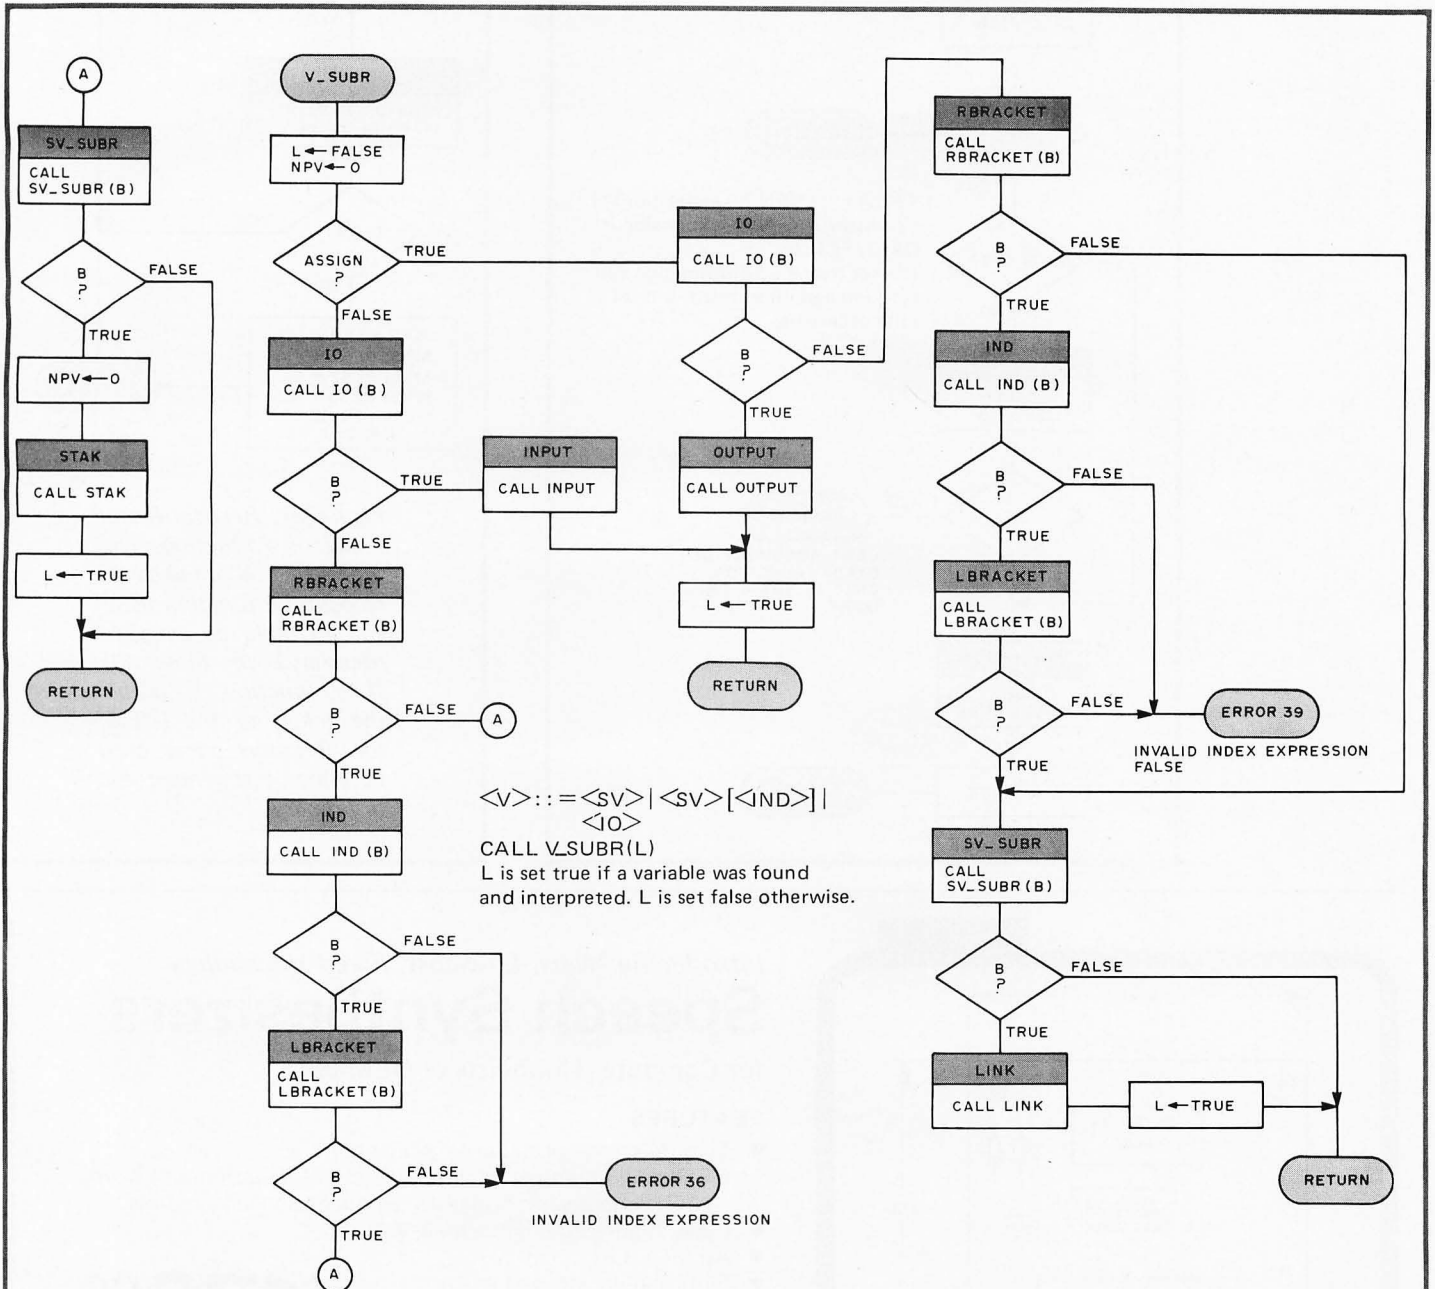 A
SV_SUBR
CALL
SV_SUBR (B)
B
?
FALSE
TRUE
NPV←0
STAK
CALL STAK
L←TRUE
RETURN
V_SUBR
L←FALSE
NPV←0
ASSIGN
?
TRUE
FALSE
IO
CALL IO (B)
B
?
TRUE
FALSE
INPUT
CALL INPUT
RBRACKET
CALL
RBRACKET (B)
B
?
FALSE
A
TRUE
IND
CALL IND (B)
B
?
FALSE
TRUE
LBRACKET
CALL
LBRACKET (B)
B
?
FALSE
ERROR 36
INVALID INDEX EXPRESSION
TRUE
A
IO
CALL IO (B)
B
?
FALSE
TRUE
OUTPUT
CALL OUTPUT
L←TRUE
RETURN
<V>::=<SV>|<SV>[<IND>]|
<IO>
CALL V_SUBR(L)
L is set true if a variable was found
and interpreted. L is set false otherwise.
RBRACKET
CALL
RBRACKET (B)
B
?
FALSE
TRUE
IND
CALL IND (B)
B
?
FALSE
TRUE
LBRACKET
CALL
LBRACKET (B)
B
?
FALSE
ERROR 39
INVALID INDEX EXPRESSION
FALSE
TRUE
SV_SUBR
CALL
SV_SUBR (B)
B
?
FALSE
TRUE
LINK
CALL LINK
L←TRUE
RETURN